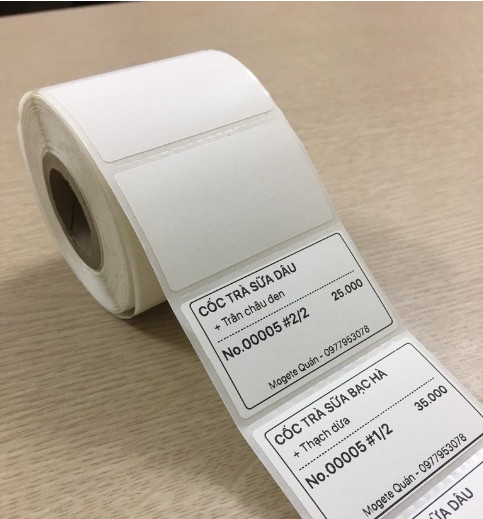 CỐC TRÀ SỮA DÂU
+ Trân châu đen
25.000
No.00005 #2/2
Mogete Quán - 0977953078
CỐC TRÀ SỮA BẠC HÀ
+ Thạch dừa
35.000
No.00005 #1/2
Mogete Quán - 0977953078
DÂU